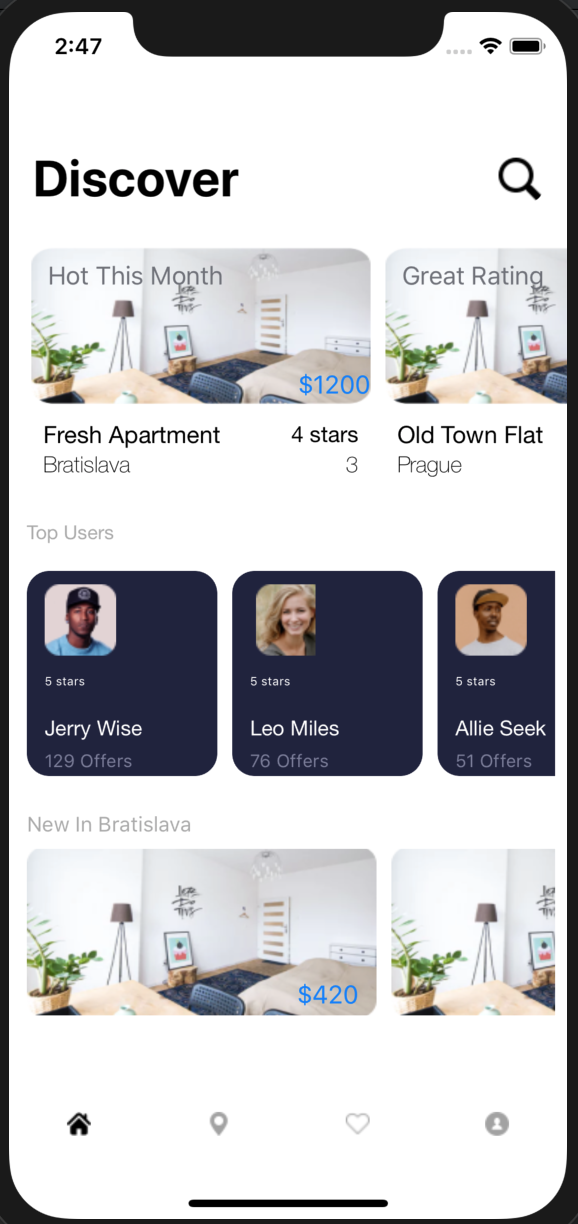 2:47
Discover
Hot This Month
Great Rating
$1200
Fresh Apartment 4 stars Old Town Flat
Bratislava 3 Prague
Top Users
5 stars 5 stars 5 stars
Jerry Wise Leo Miles Allie Seek
129 Offers 76 Offers 51 Offers
New In Bratislava
$420